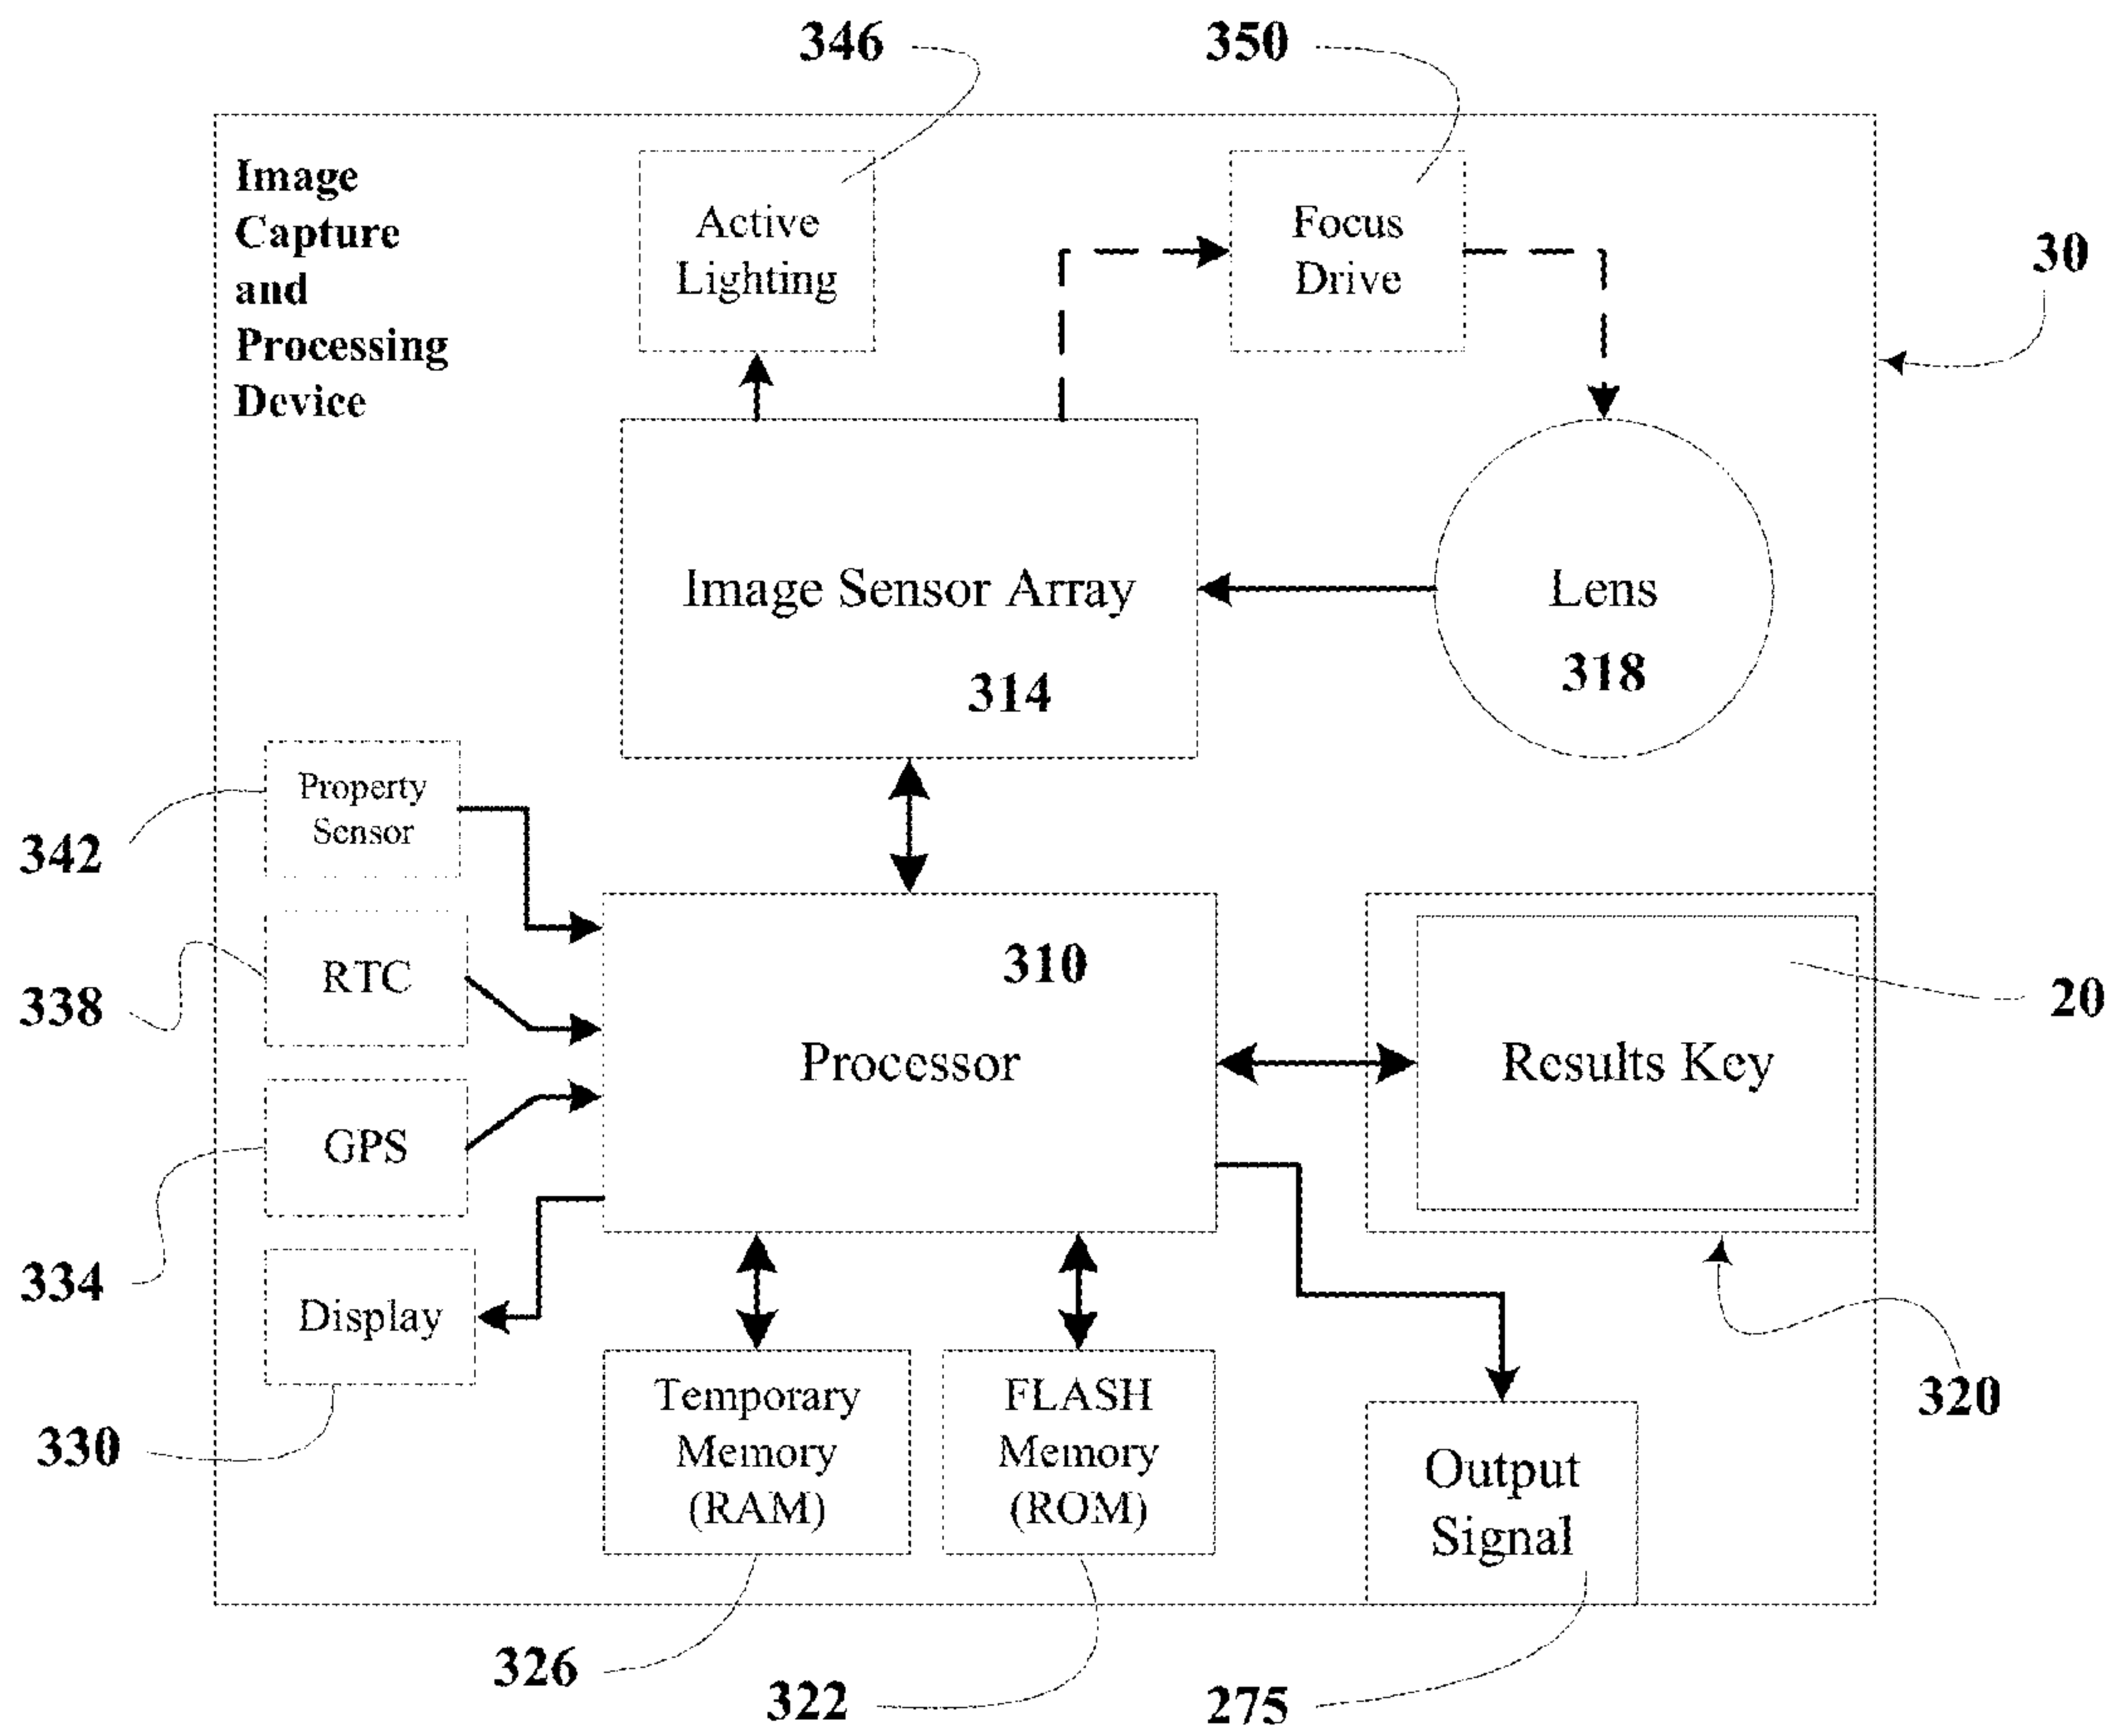 346
350
Image
Capture
and
Processing
Device
Active
Lighting
Focus
Drive
30
Image Sensor Array
314
Lens
318
Property
Sensor
342
RTC
338
GPS
334
Display
330
310
Processor
Results Key
20
320
Temporary
Memory
(RAM)
FLASH
Memory
(ROM)
Output
Signal
326
322
275